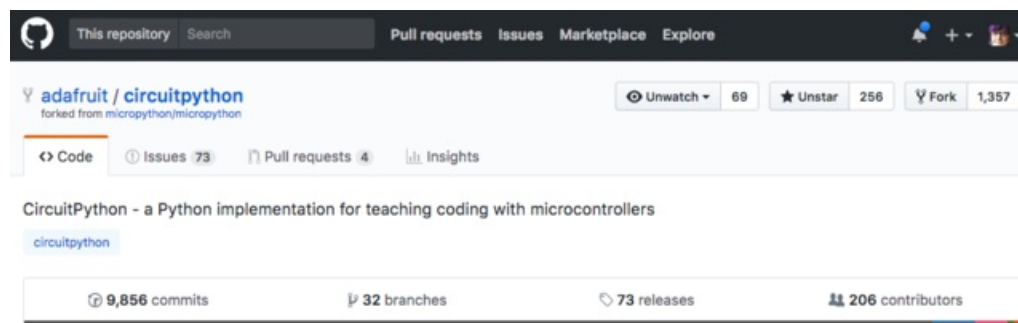 This repository Search Pull requests Issues Marketplace Explore
adafruit / circuitpython Unwatch 69 Unstar 256 Fork 1,357
forked from micropython/micropython
<> Code Issues 73 Pull requests 4 Insights
CircuitPython - a Python implementation for teaching coding with microcontrollers
circuitpython
9,856 commits 32 branches 73 releases 206 contributors